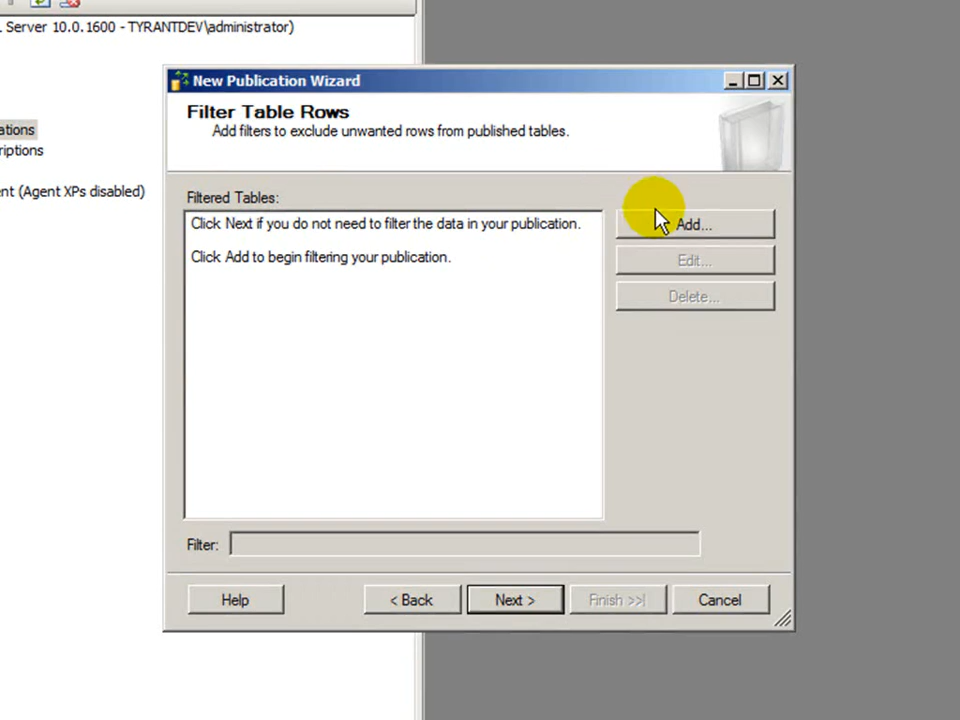 L Server 10.0.1600 - TYRANTDEV\administrator)
ations
riptions
ent (Agent XPs disabled)
New Publication Wizard
Filter Table Rows
Add filters to exclude unwanted rows from published tables.
Filtered Tables:
Click Next if you do not need to filter the data in your publication.
Click Add to begin filtering your publication.
Add...
Edit...
Delete...
Filter:
Help
< Back
Next >
Finish >>|
Cancel